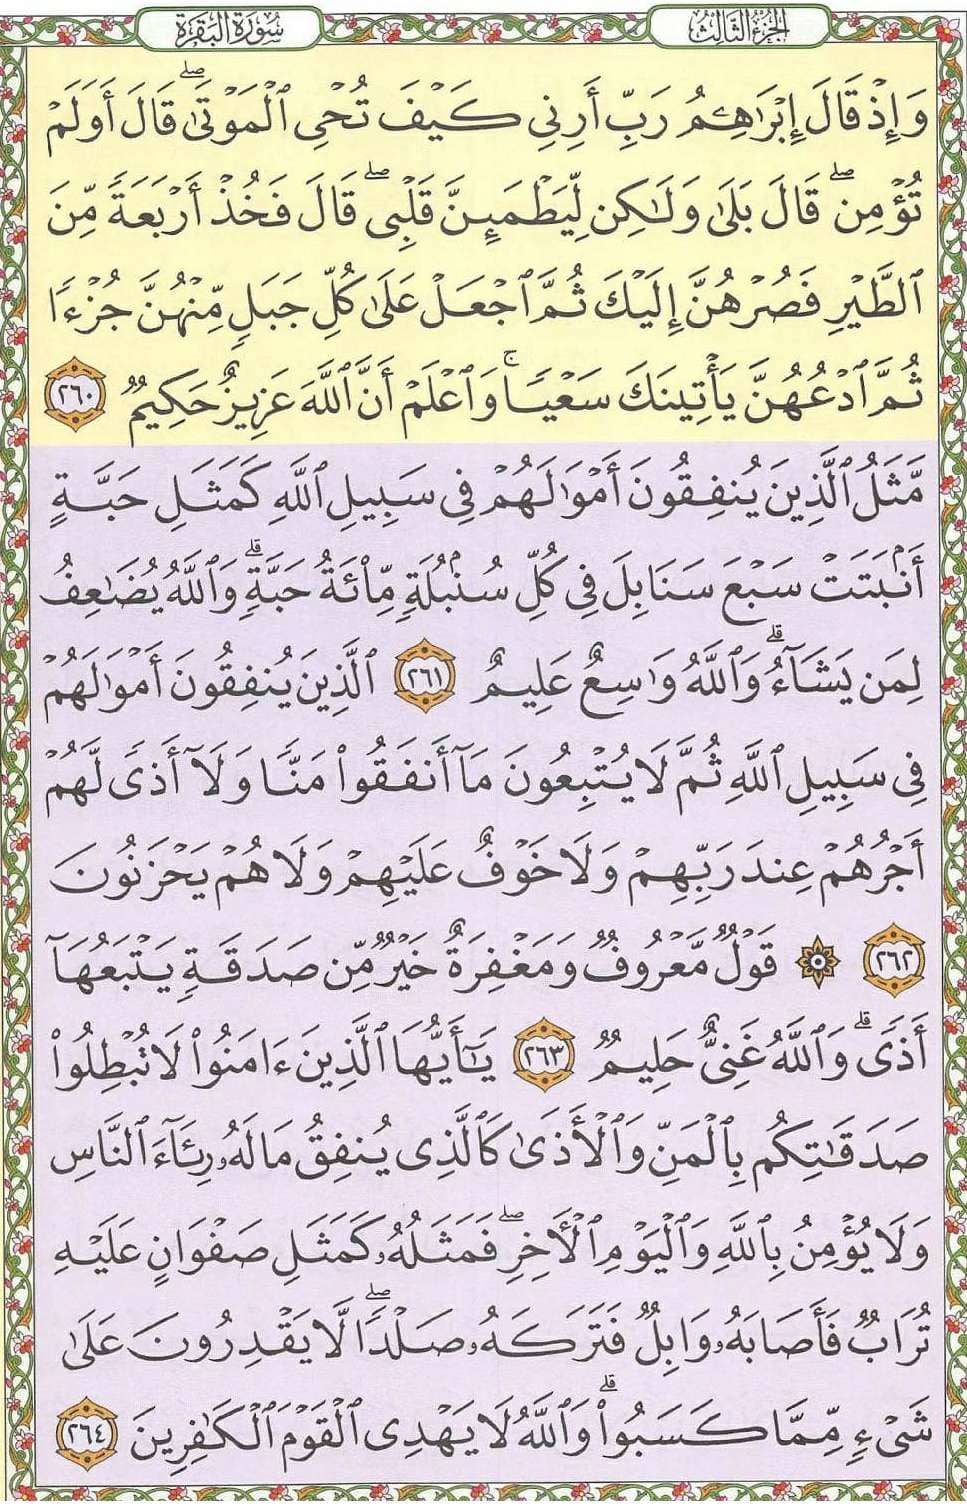 الجزء الثالث
سورة البقرة
وَإِذْ قَالَ إِبْرَٰهِـۧمُ رَبِّ أَرِنِى كَيْفَ تُحْىِ ٱلْمَوْتَىٰ ۖ قَالَ أَوَلَمْ
تُؤْمِن ۖ قَالَ بَلَىٰ وَلَـٰكِن لِّيَطْمَئِنَّ قَلْبِى ۖ قَالَ فَخُذْ أَرْبَعَةً مِّنَ
ٱلطَّيْرِ فَصُرْهُنَّ إِلَيْكَ ثُمَّ ٱجْعَلْ عَلَىٰ كُلِّ جَبَلٍ مِّنْهُنَّ جُزْءًا
ثُمَّ ٱدْعُهُنَّ يَأْتِينَكَ سَعْيًا ۚ وَٱعْلَمْ أَنَّ ٱللَّهَ عَزِيزٌ حَكِيمٌ ٢٦٠
مَّثَلُ ٱلَّذِينَ يُنفِقُونَ أَمْوَٰلَهُمْ فِى سَبِيلِ ٱللَّهِ كَمَثَلِ حَبَّةٍ
أَنۢبَتَتْ سَبْعَ سَنَابِلَ فِى كُلِّ سُنۢبُلَةٍ مِّا۟ئَةُ حَبَّةٍ ۗ وَٱللَّهُ يُضَـٰعِفُ
لِمَن يَشَآءُ ۗ وَٱللَّهُ وَٰسِعٌ عَلِيمٌ ٢٦١ ٱلَّذِينَ يُنفِقُونَ أَمْوَٰلَهُمْ
فِى سَبِيلِ ٱللَّهِ ثُمَّ لَا يُتْبِعُونَ مَآ أَنفَقُوا۟ مَنًّا وَلَآ أَذًى لَّهُمْ
أَجْرُهُمْ عِندَ رَبِّهِمْ وَلَا خَوْفٌ عَلَيْهِمْ وَلَا هُمْ يَحْزَنُونَ
٢٦٢ ۞ قَوْلٌ مَّعْرُوفٌ وَمَغْفِرَةٌ خَيْرٌ مِّن صَدَقَةٍ يَتْبَعُهَآ
أَذًى ۗ وَٱللَّهُ غَنِىٌّ حَلِيمٌ ٢٦٣ يَـٰٓأَيُّهَا ٱلَّذِينَ ءَامَنُوا۟ لَا تُبْطِلُوا۟
صَدَقَـٰتِكُم بِٱلْمَنِّ وَٱلْأَذَىٰ كَٱلَّذِى يُنفِقُ مَالَهُۥ رِئَآءَ ٱلنَّاسِ
وَلَا يُؤْمِنُ بِٱللَّهِ وَٱلْيَوْمِ ٱلْـَٔاخِرِ ۖ فَمَثَلُهُۥ كَمَثَلِ صَفْوَانٍ عَلَيْهِ
تُرَابٌ فَأَصَابَهُۥ وَابِلٌ فَتَرَكَهُۥ صَلْدًا ۖ لَّا يَقْدِرُونَ عَلَىٰ
شَىْءٍ مِّمَّا كَسَبُوا۟ ۗ وَٱللَّهُ لَا يَهْدِى ٱلْقَوْمَ ٱلْكَـٰفِرِينَ ٢٦٤